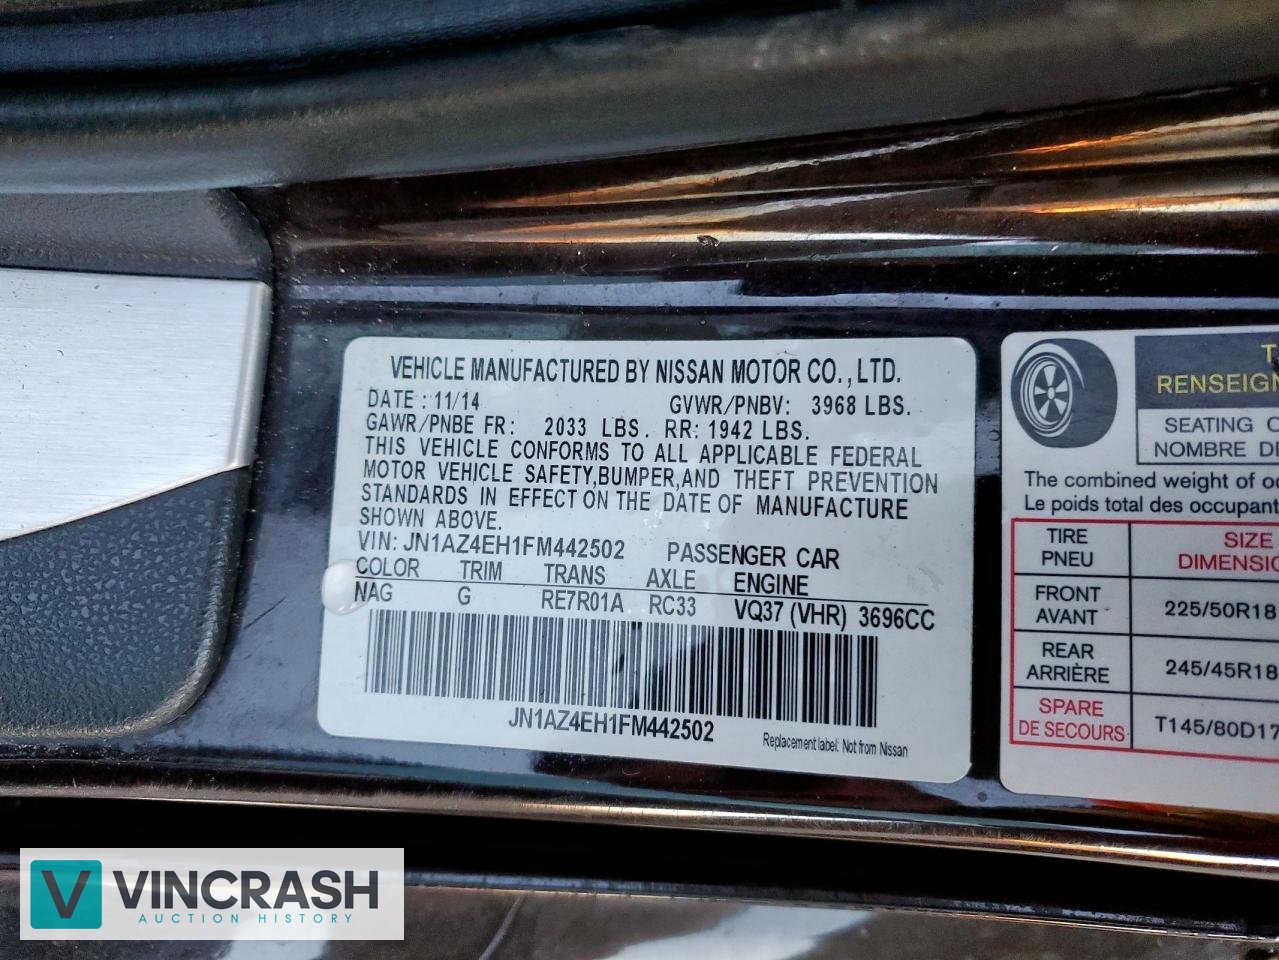 VEHICLE MANUFACTURED BY NISSAN MOTOR CO., LTD.
DATE : 11/14 GVWR/PNBV: 3968 LBS.
GAWR/PNBE FR: 2033 LBS. RR: 1942 LBS.
THIS VEHICLE CONFORMS TO ALL APPLICABLE FEDERAL
MOTOR VEHICLE SAFETY,BUMPER,AND THEFT PREVENTION
STANDARDS IN EFFECT ON THE DATE OF MANUFACTURE
SHOWN ABOVE.
VIN: JN1AZ4EH1FM442502 PASSENGER CAR
COLOR TRIM TRANS AXLE ENGINE
NAG G RE7R01A RC33 VQ37 (VHR) 3696CC
JN1AZ4EH1FM442502
Replacement label: Not from Nissan
RENSEIGN
SEATING
NOMBRE
The combined weight of
Le poids total des occupant
TIRE SIZE
PNEU
FRONT 225/50R18
AVANT
REAR 245/45R18
ARRIÈRE
SPARE T145/80D17
DE SECOURS
V VINCRASH
AUCTION HISTORY